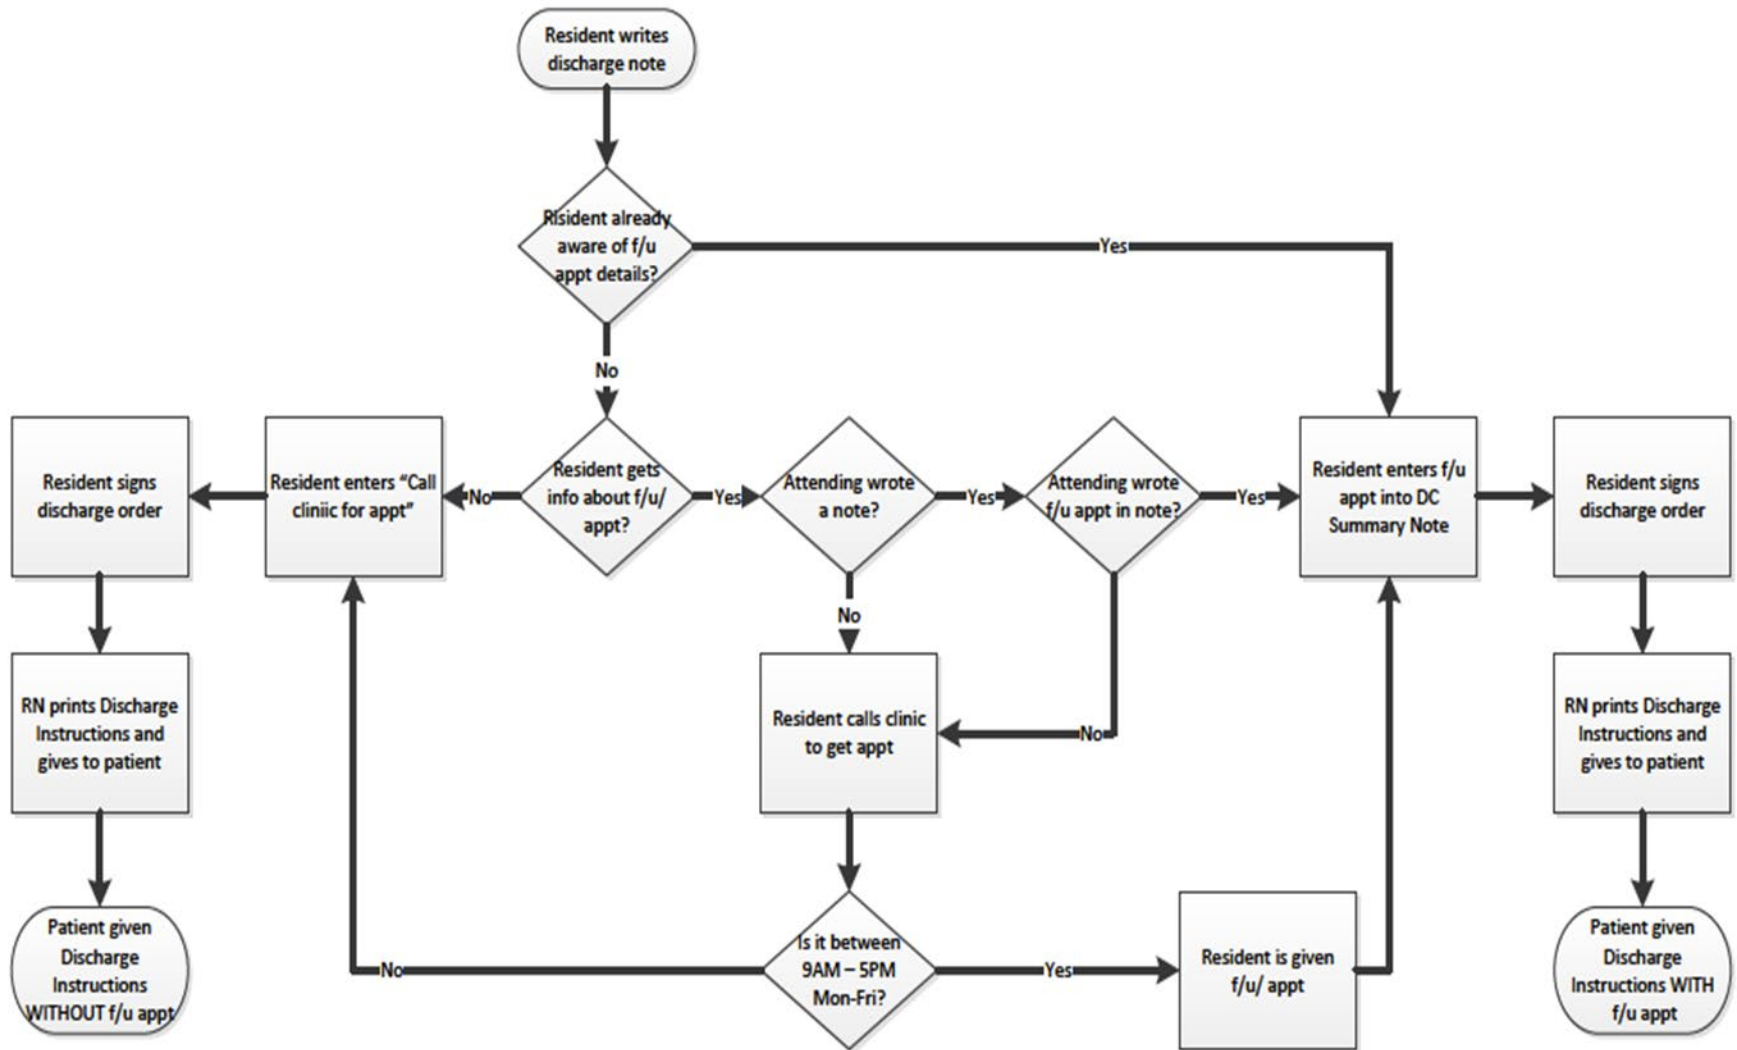 Resident writes
discharge note
RIsident already
aware of f/u
appt details?
Yes
No
Resident signs
discharge order
Resident enters “Call
cliniic for appt”
No
Resident gets
info about f/u/
appt?
Yes
Attending wrote
a note?
Yes
Attending wrote
f/u appt in note?
Yes
Resident enters f/u
appt into DC
Summary Note
Resident signs
discharge order
No
RN prints Discharge
Instructions and
gives to patient
Resident calls clinic
to get appt
No
RN prints Discharge
Instructions and
gives to patient
Patient given
Discharge
Instructions
WITHOUT f/u appt
No
Is it between
9AM – 5PM
Mon-Fri?
Yes
Resident is given
f/u/ appt
Patient given
Discharge
Instructions WITH
f/u appt